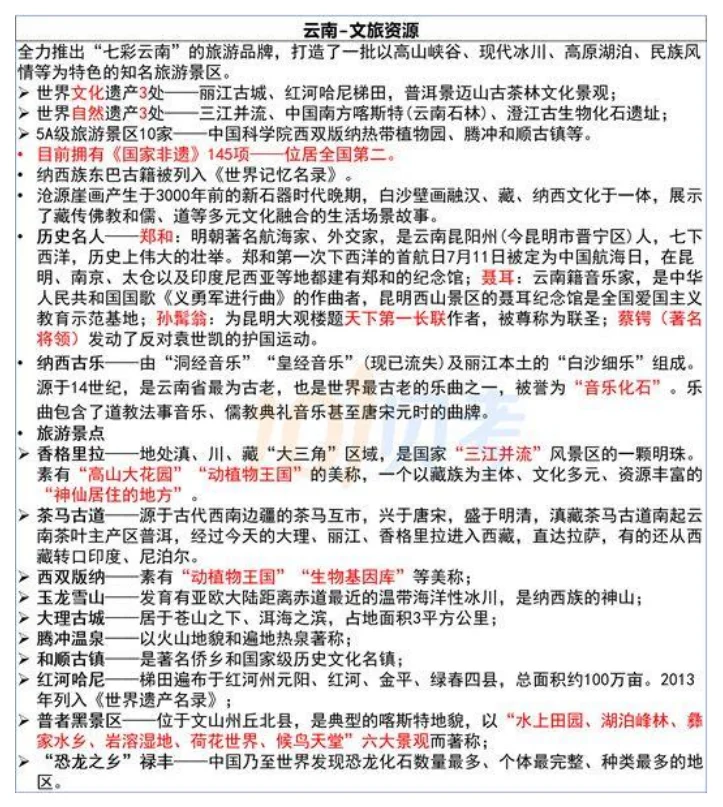 云南-文旅资源
全力推出“七彩云南”的旅游品牌，打造了一批以高山峡谷、现代冰川、高原湖泊、民族风
情等为特色的知名旅游景区。
➢ 世界文化遗产3处——丽江古城、红河哈尼梯田，普洱景迈山古茶林文化景观；
➢ 世界自然遗产3处——三江并流、中国南方喀斯特(云南石林)、澄江古生物化石遗址；
➢ 5A级旅游景区10家——中国科学院西双版纳热带植物园、腾冲和顺古镇等。
• 目前拥有《国家非遗》145项——位居全国第二。
• 纳西族东巴古籍被列入《世界记忆名录》。
• 沧源崖画产生于3000年前的新石器时代晚期，白沙壁画融汉、藏、纳西文化于一体，展示
了藏传佛教和儒、道等多元文化融合的生活场景故事。
• 历史名人——郑和：明朝著名航海家、外交家，是云南昆阳州(今昆明市晋宁区)人，七下
西洋，历史上伟大的壮举。郑和第一次下西洋的首航日7月11日被定为中国航海日，在昆
明、南京、太仓以及印度尼西亚等地都建有郑和的纪念馆；聂耳：云南籍音乐家，是中华
人民共和国国歌《义勇军进行曲》的作曲者，昆明西山景区的聂耳纪念馆是全国爱国主义
教育示范基地；孙髯翁：为昆明大观楼题天下第一长联作者，被尊称为联圣；蔡锷（著名
将领）发动了反对袁世凯的护国运动。
• 纳西古乐——由“洞经音乐”“皇经音乐”(现已流失)及丽江本土的“白沙细乐”组成。
源于14世纪，是云南省最为古老，也是世界最古老的乐曲之一，被誉为“音乐化石”。乐
曲包含了道教法事音乐、儒教典礼音乐甚至唐宋元时的曲牌。
• 旅游景点
➢ 香格里拉——地处滇、川、藏“大三角”区域，是国家“三江并流”风景区的一颗明珠。
素有“高山大花园”“动植物王国”的美称，一个以藏族为主体、文化多元、资源丰富的
“神仙居住的地方”。
➢ 茶马古道——源于古代西南边疆的茶马互市，兴于唐宋，盛于明清，滇藏茶马古道南起云
南茶叶主产区普洱，经过今天的大理、丽江、香格里拉进入西藏，直达拉萨，有的还从西
藏转口印度、尼泊尔。
➢ 西双版纳——素有“动植物王国”“生物基因库”等美称；
➢ 玉龙雪山——发育有亚欧大陆距离赤道最近的温带海洋性冰川，是纳西族的神山；
➢ 大理古城——居于苍山之下、洱海之滨，占地面积3平方公里；
➢ 腾冲温泉——以火山地貌和遍地热泉著称；
➢ 和顺古镇——是著名侨乡和国家级历史文化名镇；
➢ 红河哈尼——梯田遍布于红河州元阳、红河、金平、绿春四县，总面积约100万亩。2013
年列入《世界遗产名录》；
➢ 普者黑景区——位于文山州丘北县，是典型的喀斯特地貌，以“水上田园、湖泊峰林、彝
家水乡、岩溶湿地、荷花世界、候鸟天堂”六大景观而著称；
➢ “恐龙之乡”禄丰——中国乃至世界发现恐龙化石数量最多、个体最完整、种类最多的地
区。